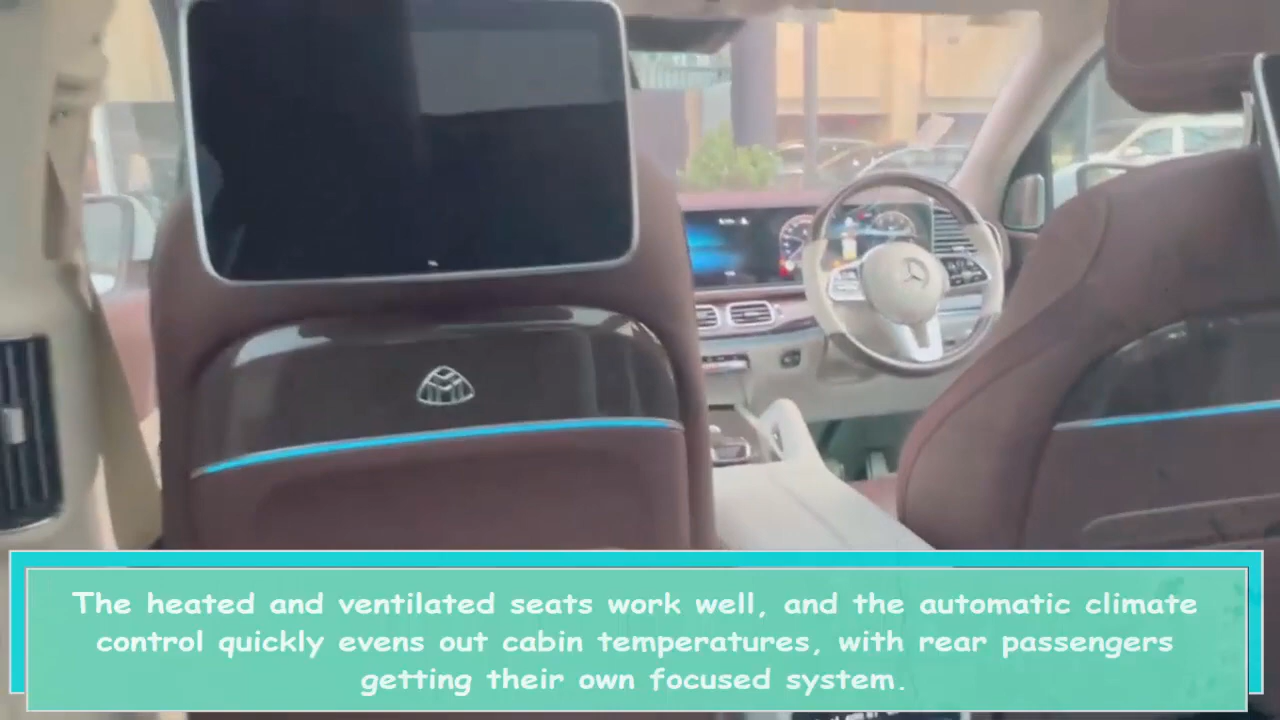 The heated and ventilated seats work well, and the automatic climate
control quickly evens out cabin temperatures, with rear passengers
getting their own focused system.